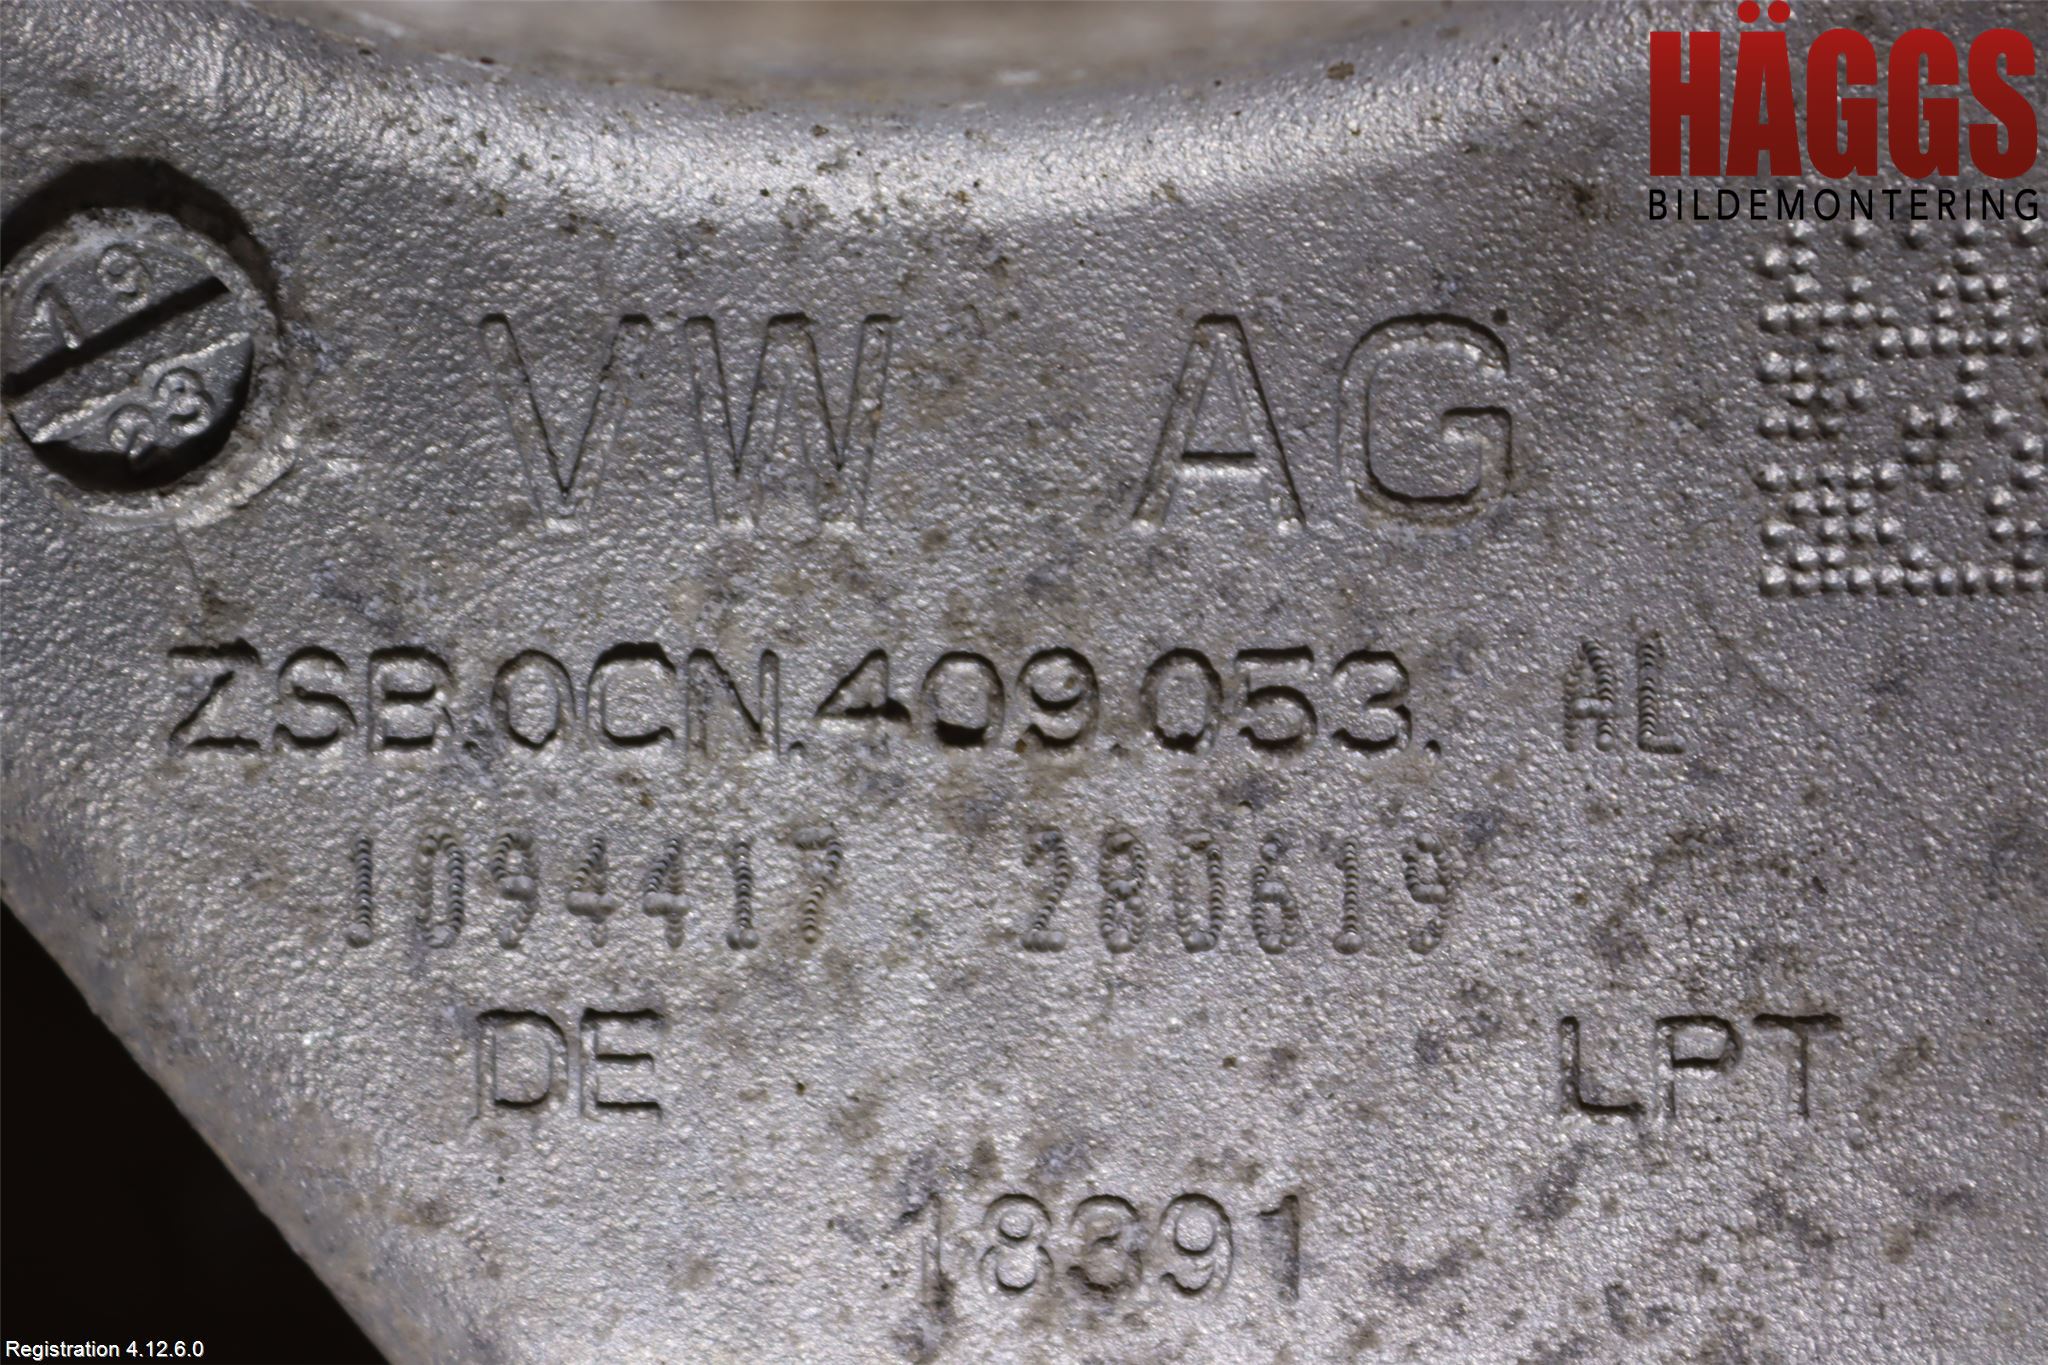 HÄGGS
BILDEMONTERING
19
23
VW AG
ZSB.0CN.409.053. AL
1094417 280619
DE LPT
18391
Registration 4.12.6.0